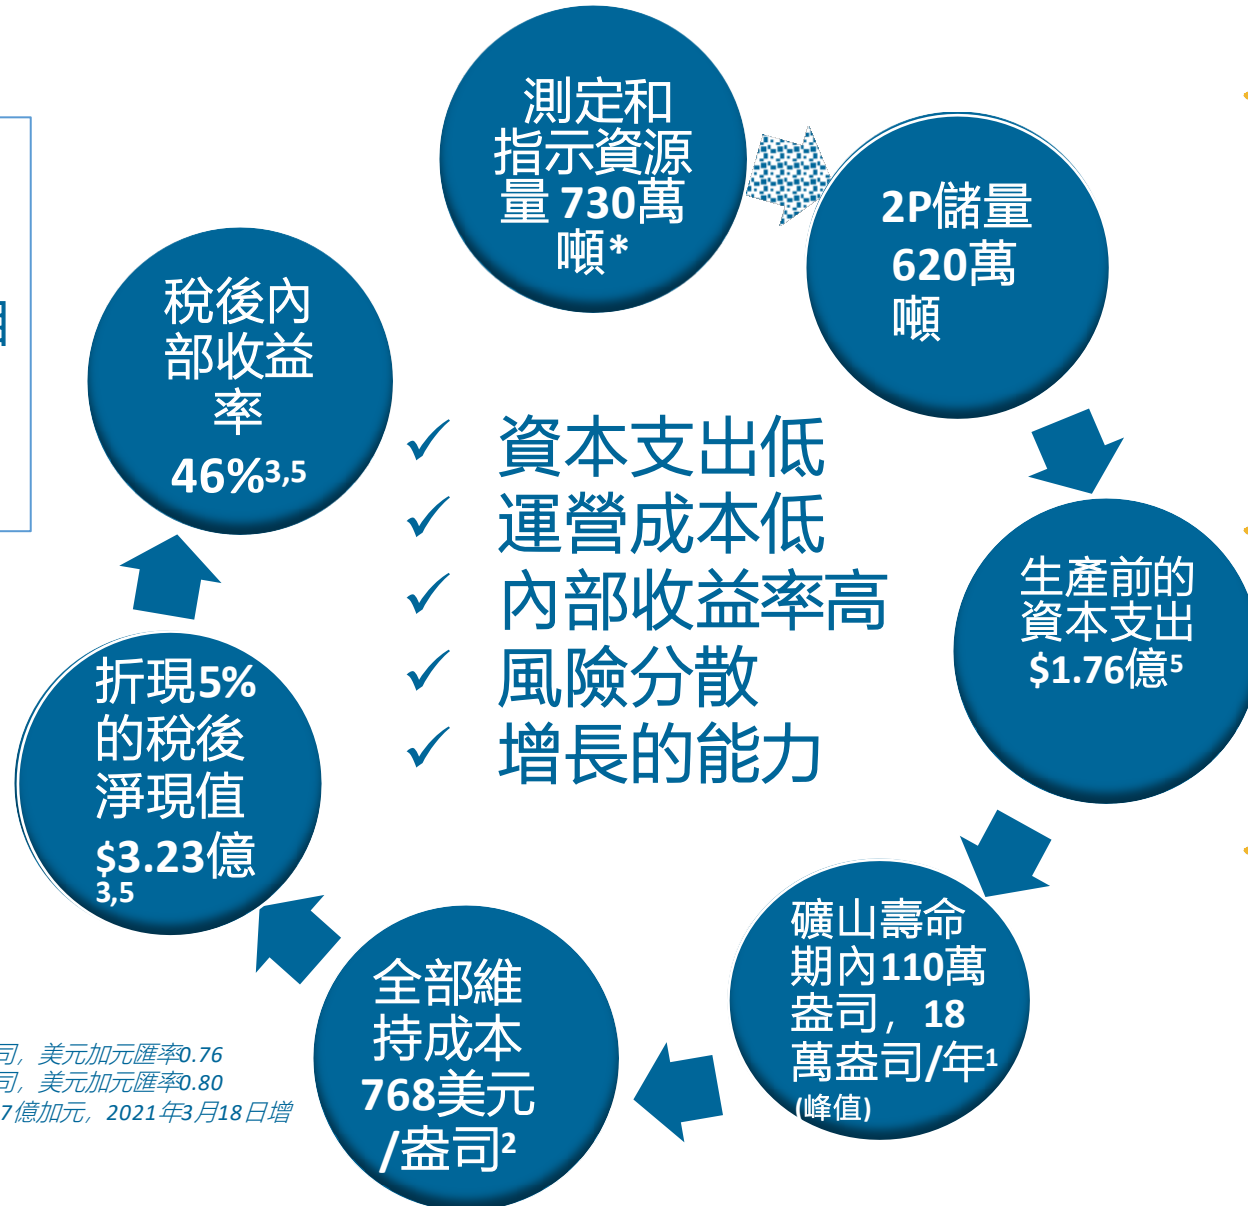 測定和
指示資源
量 730萬
噸*
2P儲量
620萬
噸
生產前的
資本支出
$1.76億5
礦山壽命
期內110萬
盎司，18
萬盎司/年1
(峰值)
全部維
持成本
768美元
/盎司2
折現5%
的稅後
淨現值
$3.23億
3,5
稅後內
部收益
率
46%3,5
✓ 資本支出低
✓ 運營成本低
✓ 內部收益率高
✓ 風險分散
✓ 增長的能力
司，美元加元匯率0.76
司，美元加元匯率0.80
7億加元，2021年3月18日增